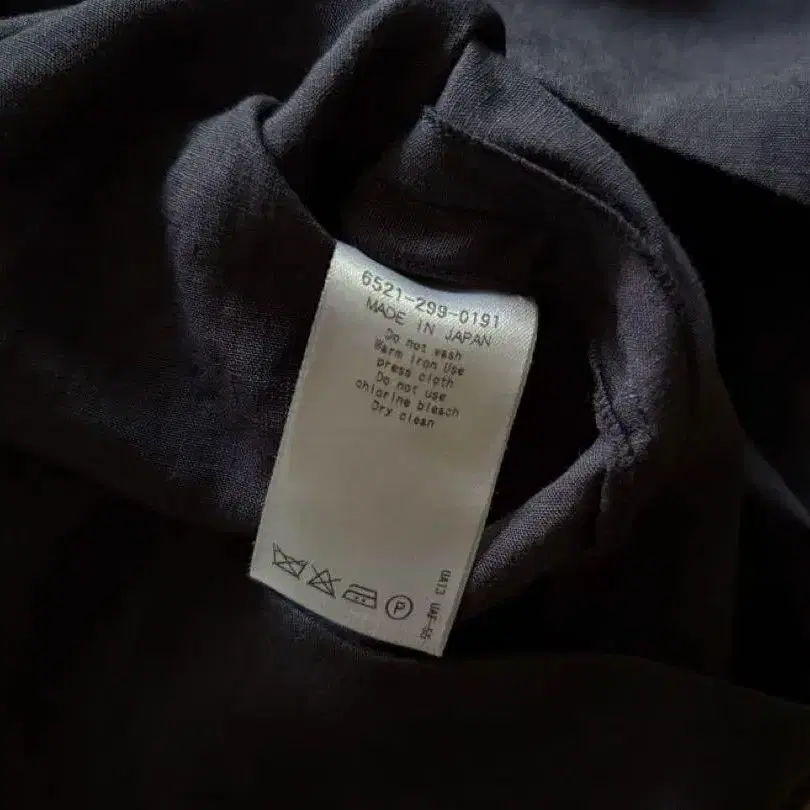 6521-299-0191
MADE IN JAPAN
Do not wash
Warm iron Use
press cloth
Do not use
chlorine bleach
Dry clean
P